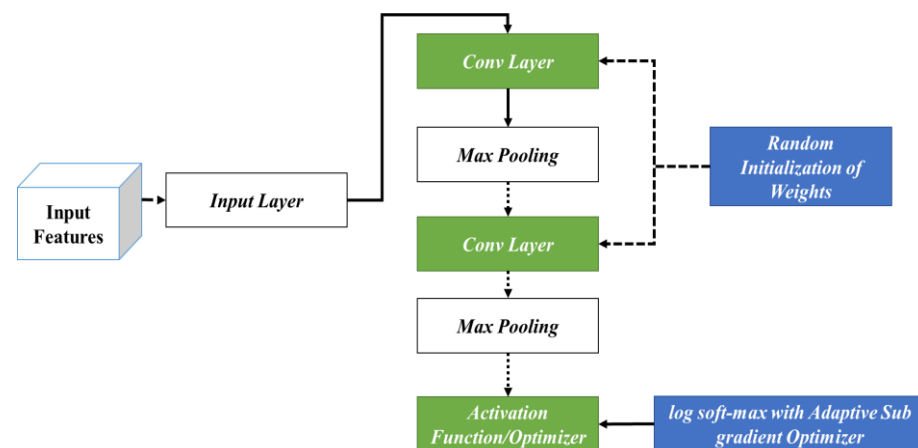 Conv Layer
Max Pooling
Random
Initialization of
Weights
Input
Features
Input Layer
Conv Layer
Max Pooling
Activation
Function/Optimizer
log soft-max with Adaptive Sub
gradient Optimizer